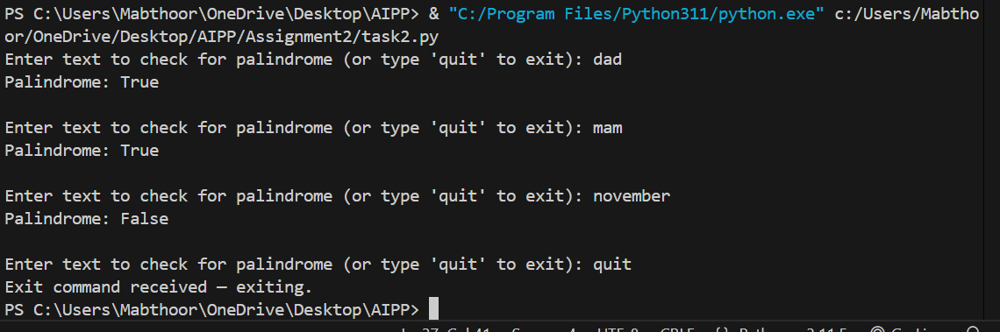 PS C:\Users\Mabthoor\OneDrive\Desktop\AIPP> & "C:/Program Files/Python311/python.exe" c:/Users/Mabtho
or/OneDrive/Desktop/AIPP/Assignment2/task2.py
Enter text to check for palindrome (or type 'quit' to exit): dad
Palindrome: True
Enter text to check for palindrome (or type 'quit' to exit): mam
Palindrome: True
Enter text to check for palindrome (or type 'quit' to exit): november
Palindrome: False
Enter text to check for palindrome (or type 'quit' to exit): quit
Exit command received — exiting.
PS C:\Users\Mabthoor\OneDrive\Desktop\AIPP>